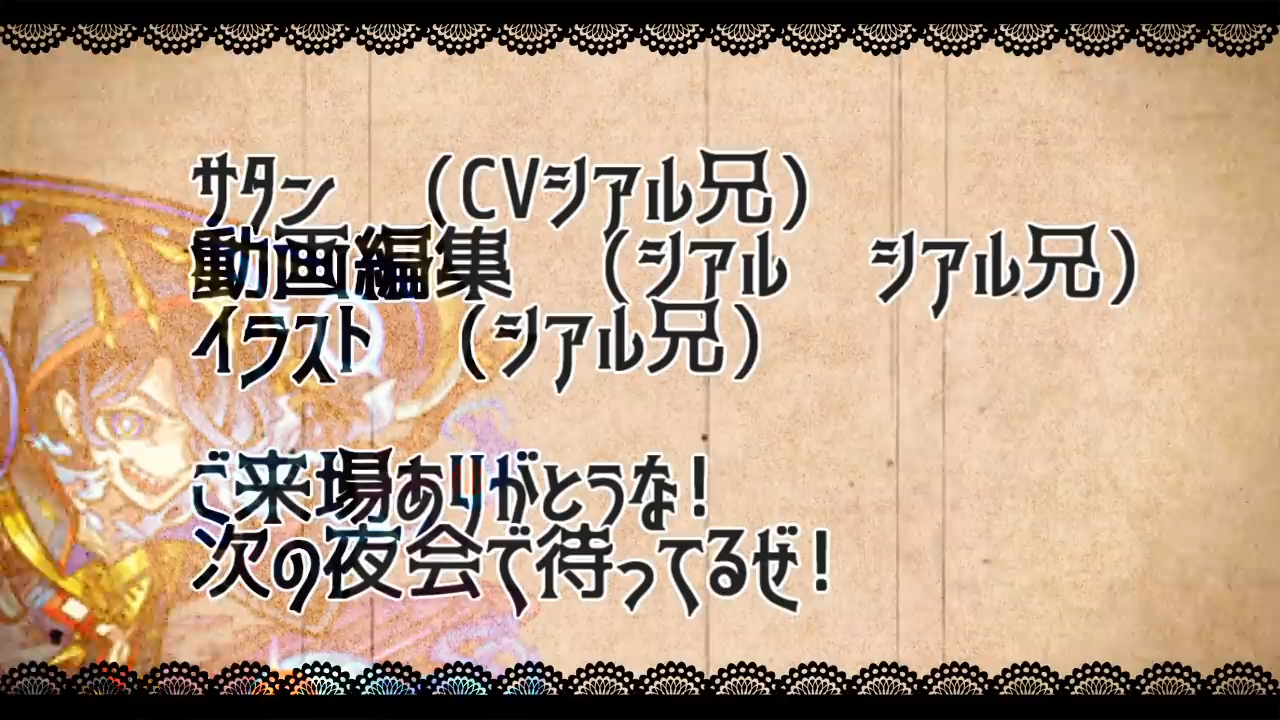 サタン　（CVシアル兄）
動画編集　（シアル　シアル兄）
イラスト　（シアル兄）
ご来場ありがとうな！
次の夜会で待ってるぜ！